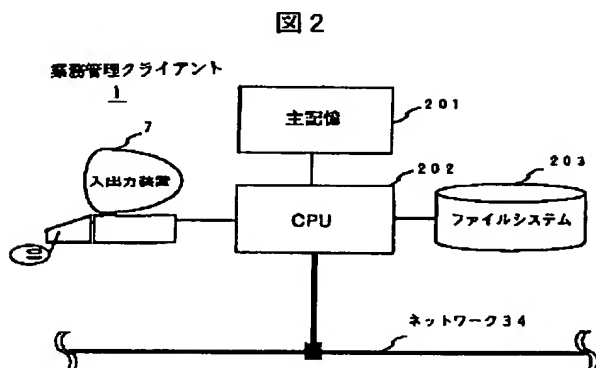 図2
業務管理クライアント
1
7
入出力装置
主記憶
201
202
CPU
203
ファイルシステム
ネットワーク34